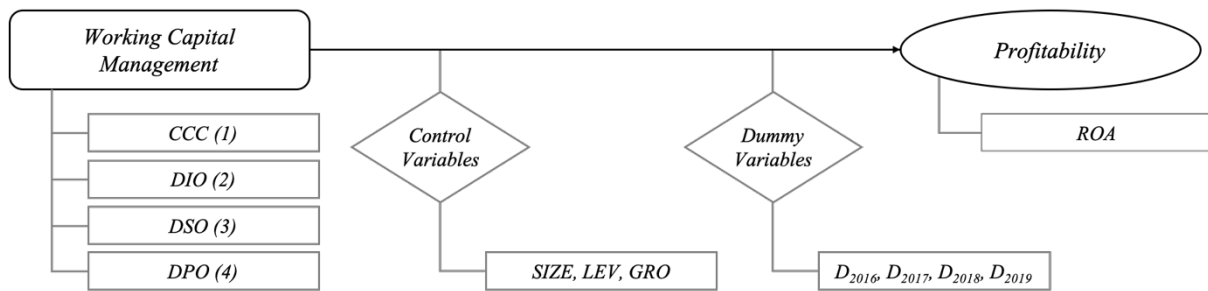 Working Capital
Management
Profitability
CCC (1)
DIO (2)
DSO (3)
DPO (4)
Control
Variables
Dummy
Variables
ROA
SIZE, LEV, GRO
D₂₀₁₆, D₂₀₁₇, D₂₀₁₈, D₂₀₁₉